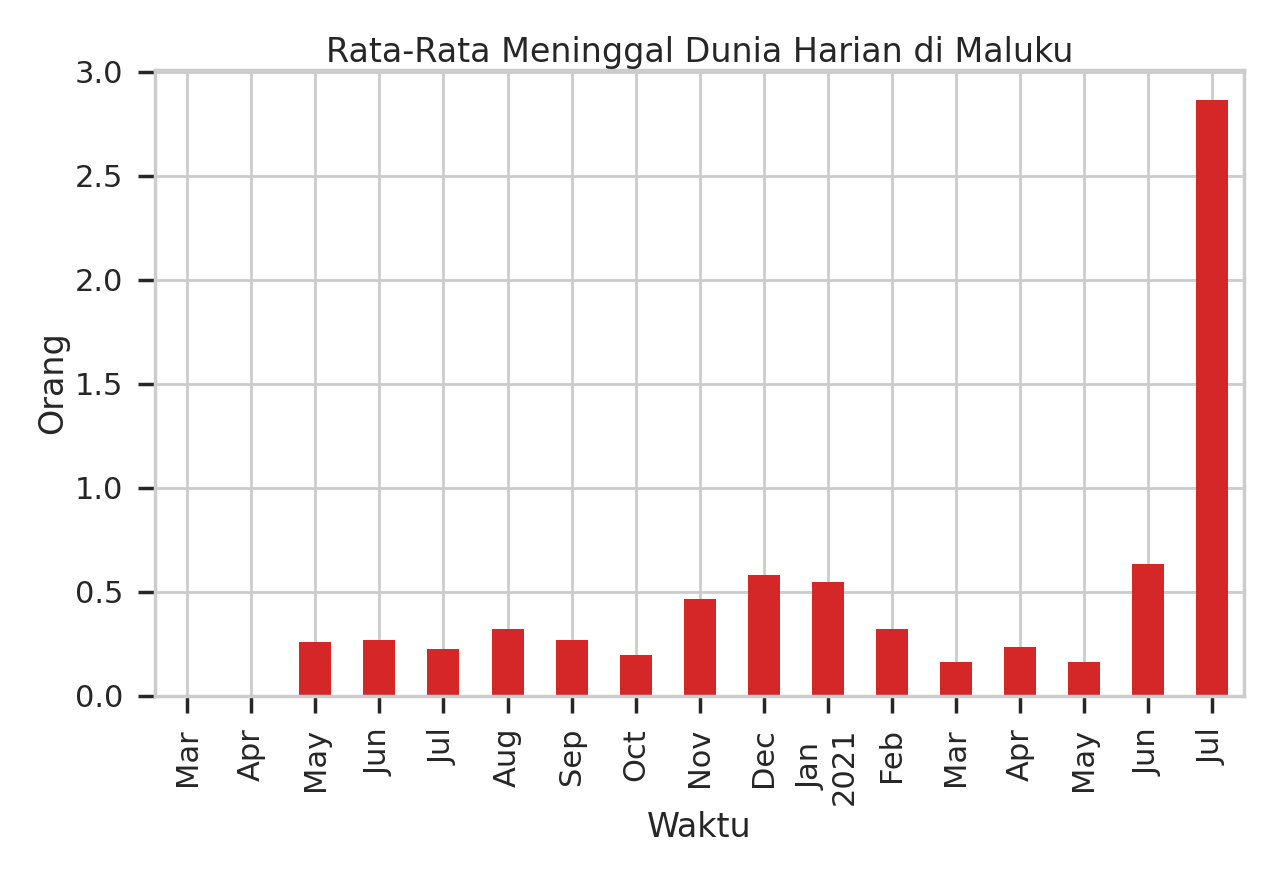 Rata-Rata Meninggal Dunia Harian di Maluku
3.0
2.5
2.0
1.5
1.0
0.5
0.0
Orang
Mar
Apr
May
Jun
Jul
Aug
Sep
Oct
Nov
Dec
Jan
2021
Feb
Mar
Apr
May
Jun
Jul
Waktu